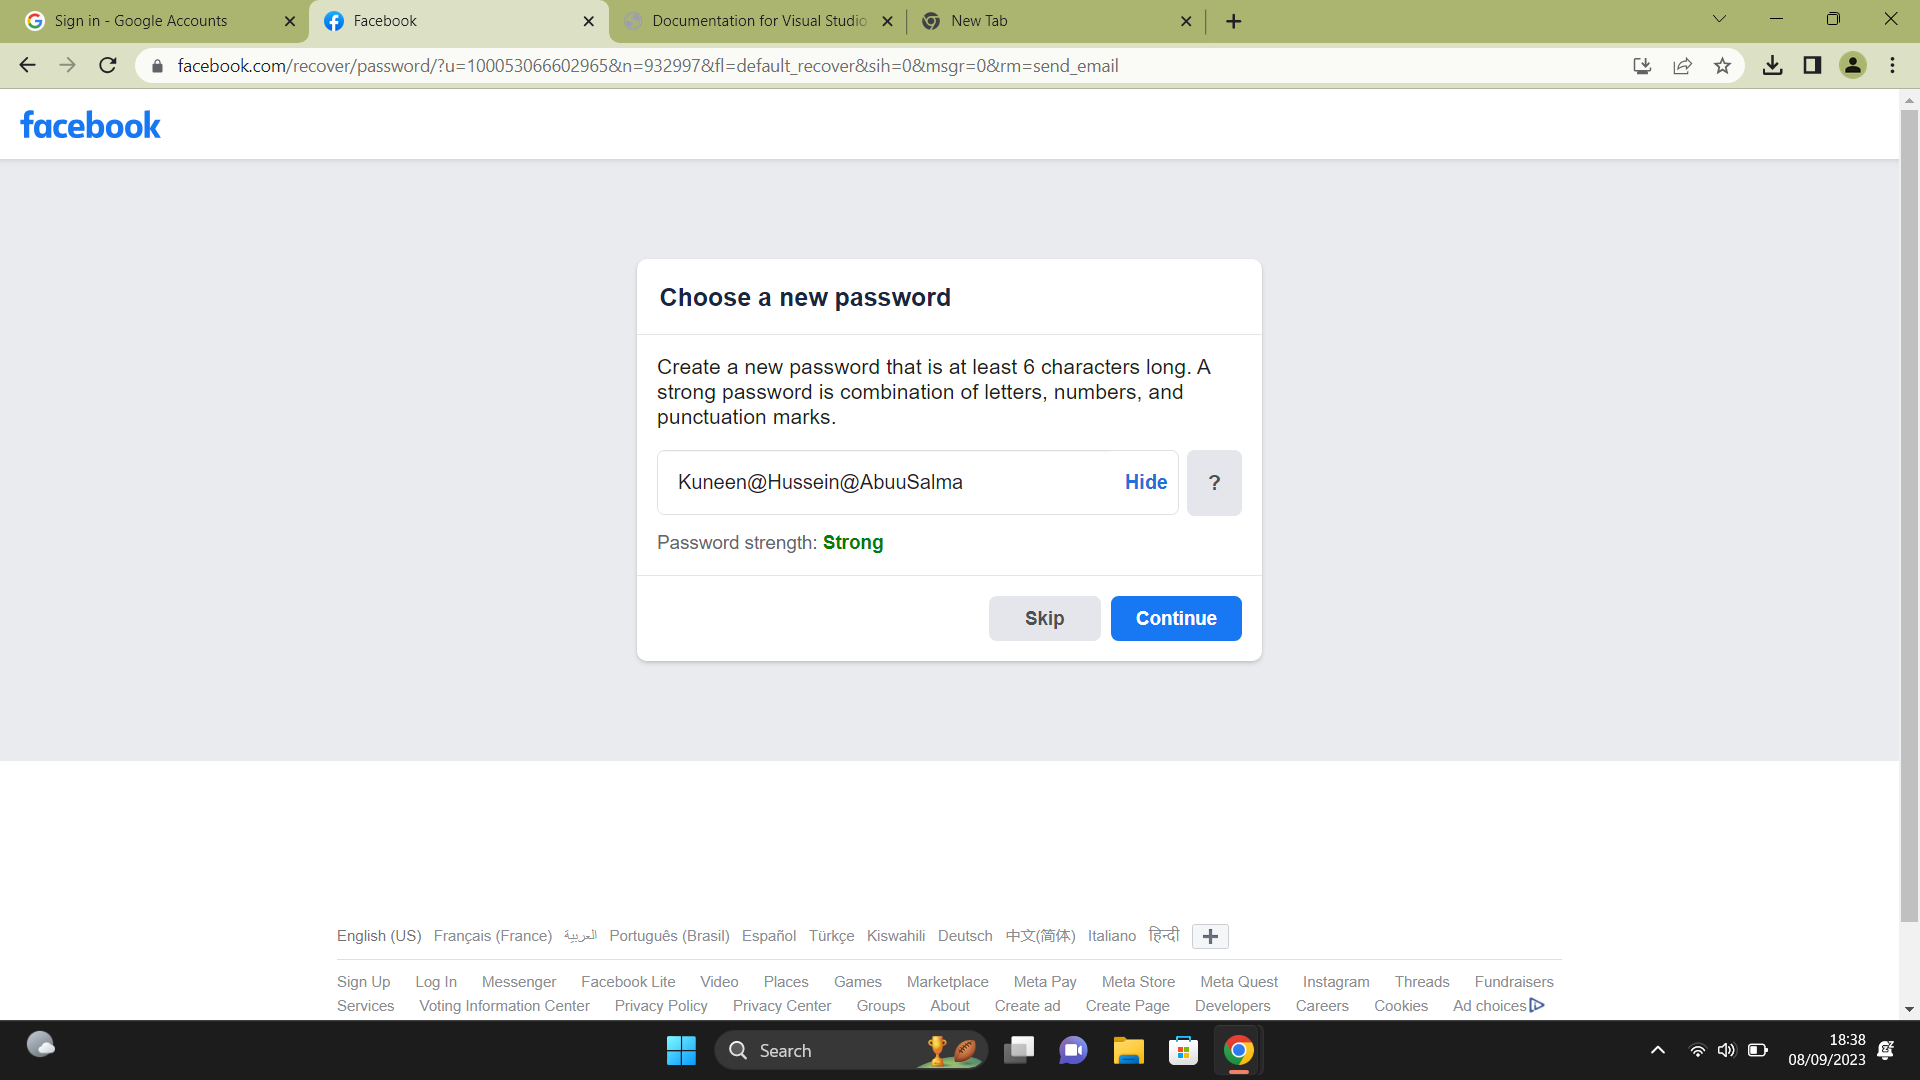 Sign in - Google Accounts
Facebook
Documentation for Visual Studio
New Tab
facebook.com/recover/password/?u=100053066602965&n=932997&fl=default_recover&sih=0&msgr=0&rm=send_email
facebook
Choose a new password
Create a new password that is at least 6 characters long. A
strong password is combination of letters, numbers, and
punctuation marks.
Kuneen@Hussein@AbuuSalma Hide ?
Password strength: Strong
Skip Continue
English (US) Français (France) العربية Português (Brasil) Español Türkçe Kiswahili Deutsch 中文(简体) Italiano हिन्दी
Sign Up Log In Messenger Facebook Lite Video Places Games Marketplace Meta Pay Meta Store Meta Quest Instagram Threads Fundraisers
Services Voting Information Center Privacy Policy Privacy Center Groups About Create ad Create Page Developers Careers Cookies Ad choices
Search
18:38
08/09/2023